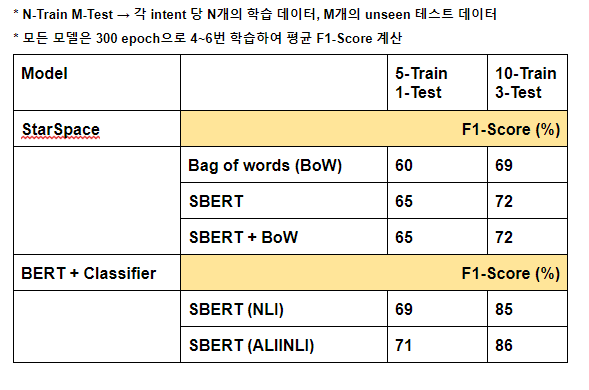 * N-Train M-Test → 각 intent 당 N개의 학습 데이터, M개의 unseen 테스트 데이터
* 모든 모델은 300 epoch으로 4~6번 학습하여 평균 F1-Score 계산
Model 5-Train 10-Train
1-Test 3-Test
StarSpace F1-Score (%)
Bag of words (BoW) 60 69
SBERT 65 72
SBERT + BoW 65 72
BERT + Classifier F1-Score (%)
SBERT (NLI) 69 85
SBERT (ALIINLI) 71 86